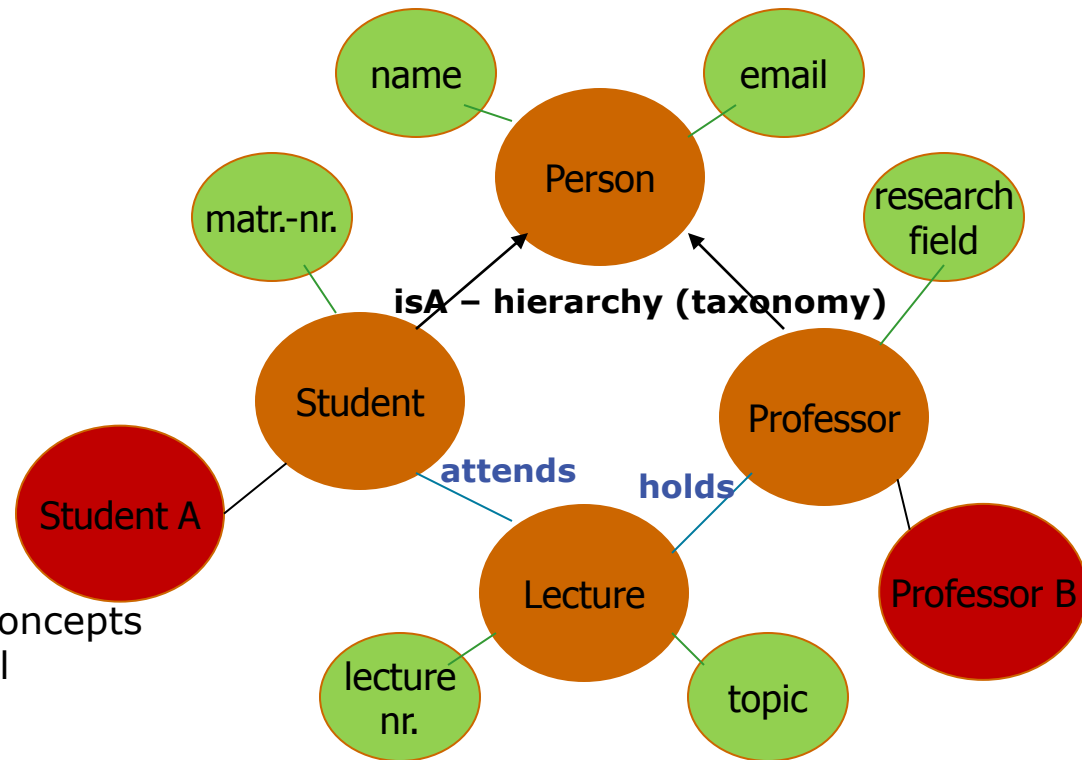 name
email
Person
matr.-nr.
research
field
isA – hierarchy (taxonomy)
Student
Professor
attends
holds
Student A
Lecture
Professor B
oncepts
l
lecture
nr.
topic